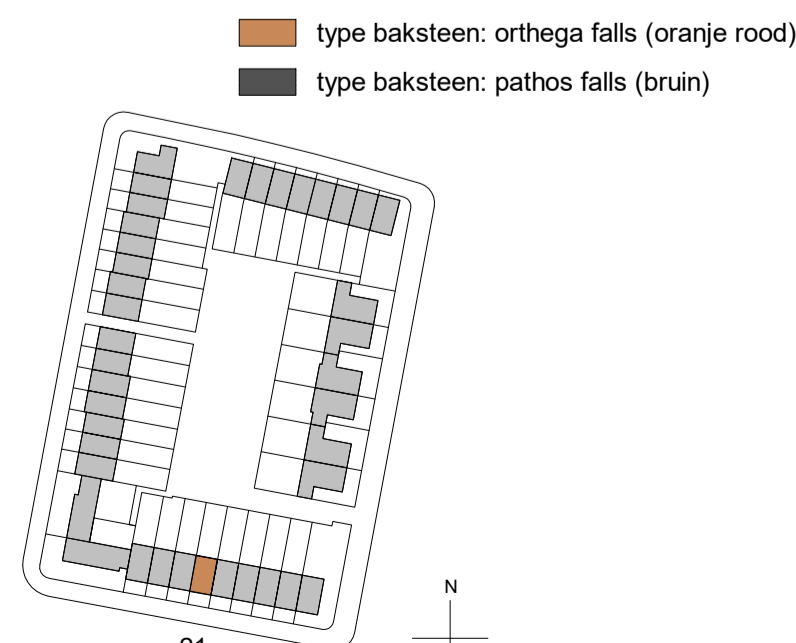 type baksteen: orthega falls (oranje rood)
type baksteen: pathos falls (bruin)
N